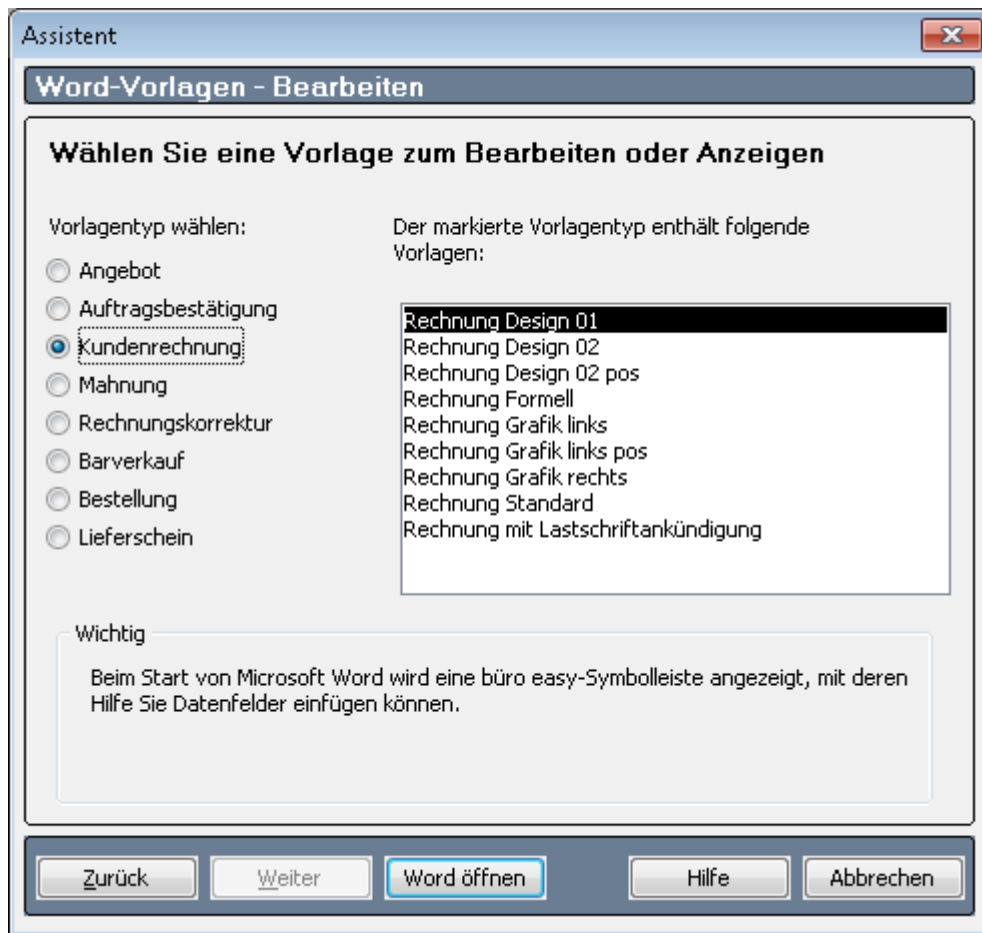 Assistent
Word-Vorlagen - Bearbeiten
Wählen Sie eine Vorlage zum Bearbeiten oder Anzeigen
Vorlagentyp wählen:
Angebot
Auftragsbestätigung
Kundenrechnung
Mahnung
Rechnungskorrektur
Barverkauf
Bestellung
Lieferschein
Der markierte Vorlagentyp enthält folgende
Vorlagen:
Rechnung Design 01
Rechnung Design 02
Rechnung Design 02 pos
Rechnung Formell
Rechnung Grafik links
Rechnung Grafik links pos
Rechnung Grafik rechts
Rechnung Standard
Rechnung mit Lastschriftankündigung
Wichtig
Beim Start von Microsoft Word wird eine büro easy-Symbolleiste angezeigt, mit deren
Hilfe Sie Datenfelder einfügen können.
Zurück
Weiter
Word öffnen
Hilfe
Abbrechen